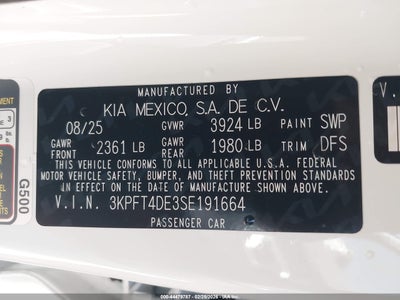 MANUFACTURED BY
KIA MEXICO, S.A. DE C.V.
08/25 GVWR 3924 LB PAINT SWP
GAWR FRONT 2361 LB GAWR REAR 1980 LB TRIM DFS
THIS VEHICLE CONFORMS TO ALL APPLICABLE U.S.A. FEDERAL
MOTOR VEHICLE SAFETY, BUMPER, AND THEFT PREVENTION STANDARDS
IN EFFECT ON THE DATE OF MANUFACTURE SHOWN ABOVE.
V.I.N. 3KPFT4DE3SE191664
PASSENGER CAR
G500
V.
3